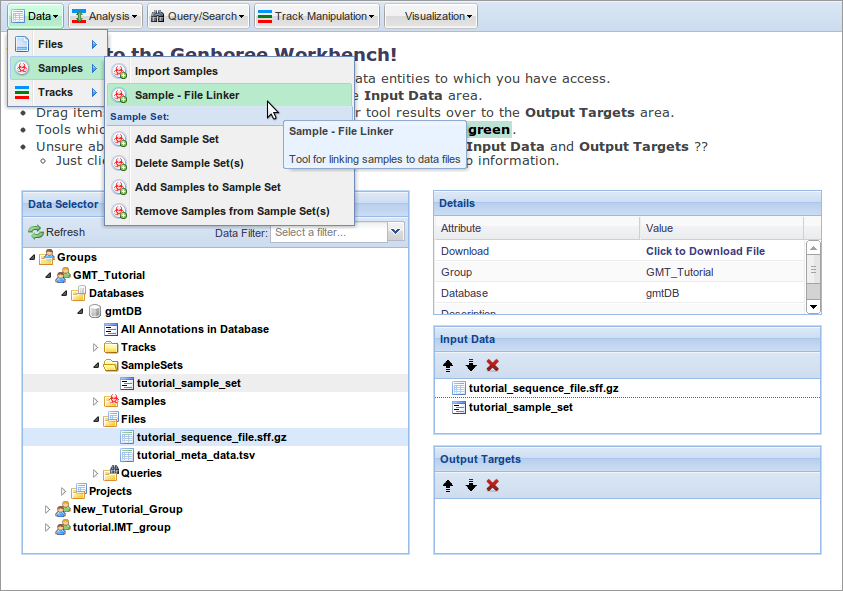 Data Analysis Query/Search Track Manipulation Visualization
to the Genboree Workbench!
Files
Samples
Tracks
Import Samples
Sample - File Linker
Sample Set:
Add Sample Set
Delete Sample Set(s)
Add Samples to Sample Set
Remove Samples from Sample Set(s)
Sample - File Linker
Tool for linking samples to data files
data entities to which you have access.
Input Data area.
Drag tool results over to the Output Targets area.
Tools green.
Unsure Input Data and Output Targets ??
Just information.
Data Selector
Refresh Data Filter: Select a filter...
Groups
GMT_Tutorial
Databases
gmtDB
All Annotations in Database
Tracks
SampleSets
tutorial_sample_set
Samples
Files
tutorial_sequence_file.sff.gz
tutorial_meta_data.tsv
Queries
Projects
New_Tutorial_Group
tutorial.IMT_group
Details
Attribute Value
Download Click to Download File
Group GMT_Tutorial
Database gmtDB
Description
Input Data
tutorial_sequence_file.sff.gz
tutorial_sample_set
Output Targets